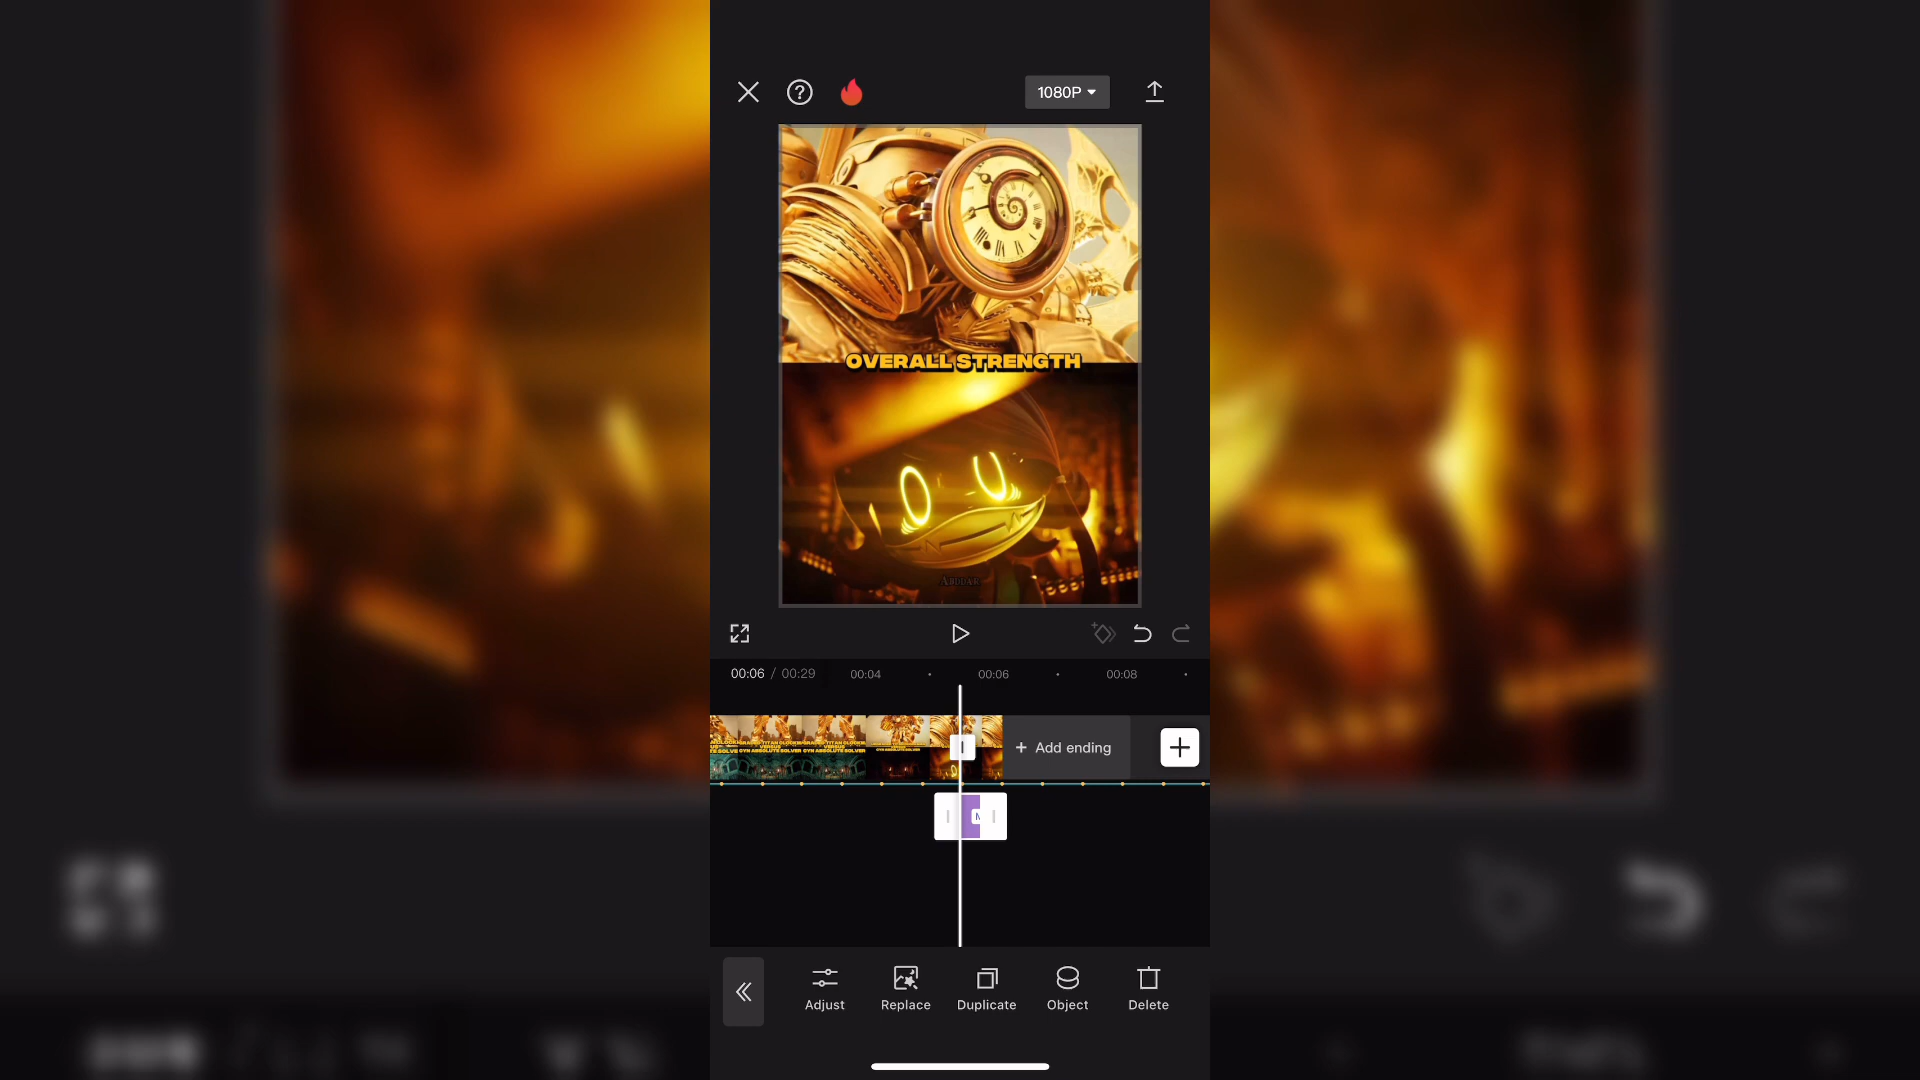 1080P
OVERALL STRENGTH
00:06 / 00:29 00:04 00:06 00:08
+ Add ending
Adjust Replace Duplicate Object Delete